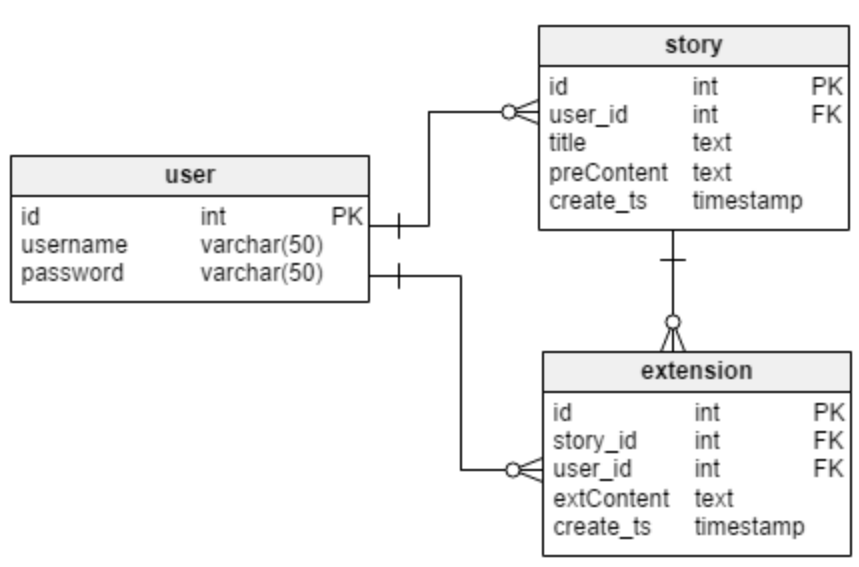 user
id int PK
username varchar(50)
password varchar(50)
story
id int PK
user_id int FK
title text
preContent text
create_ts timestamp
extension
id int PK
story_id int FK
user_id int FK
extContent text
create_ts timestamp